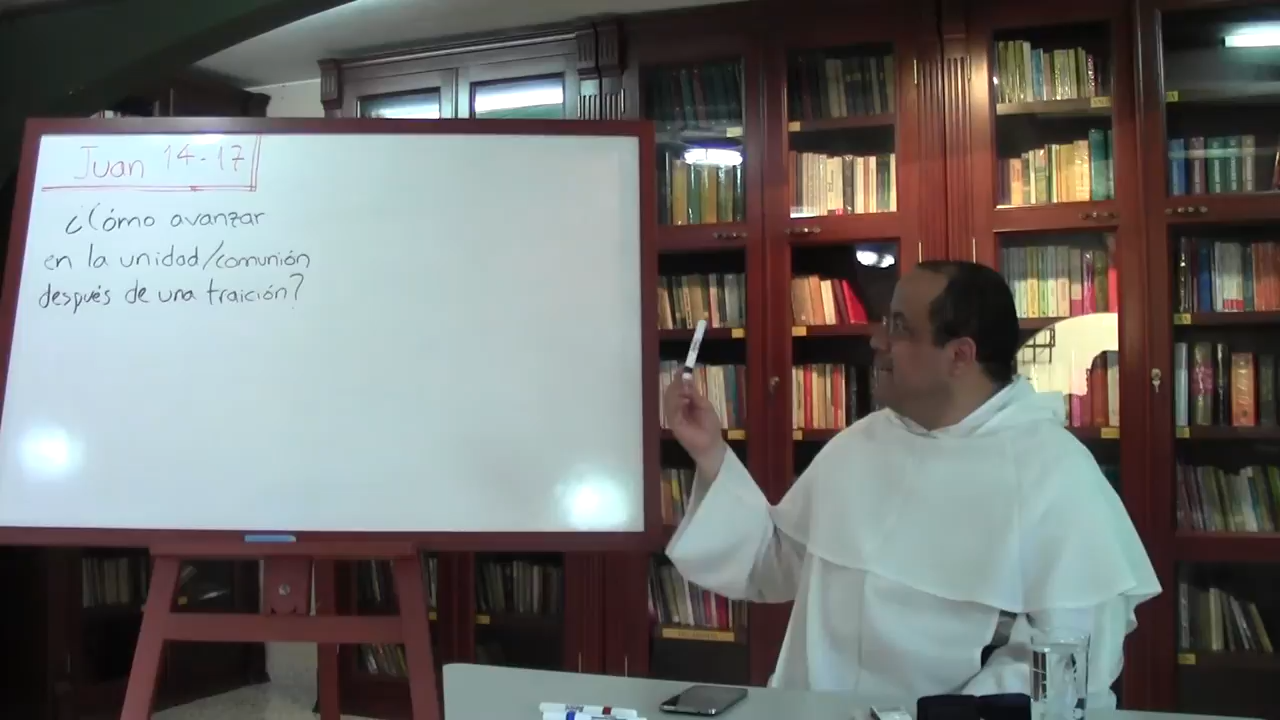 Juan 14-17
¿Cómo avanzar
en la unidad/comunión
después de una traición?